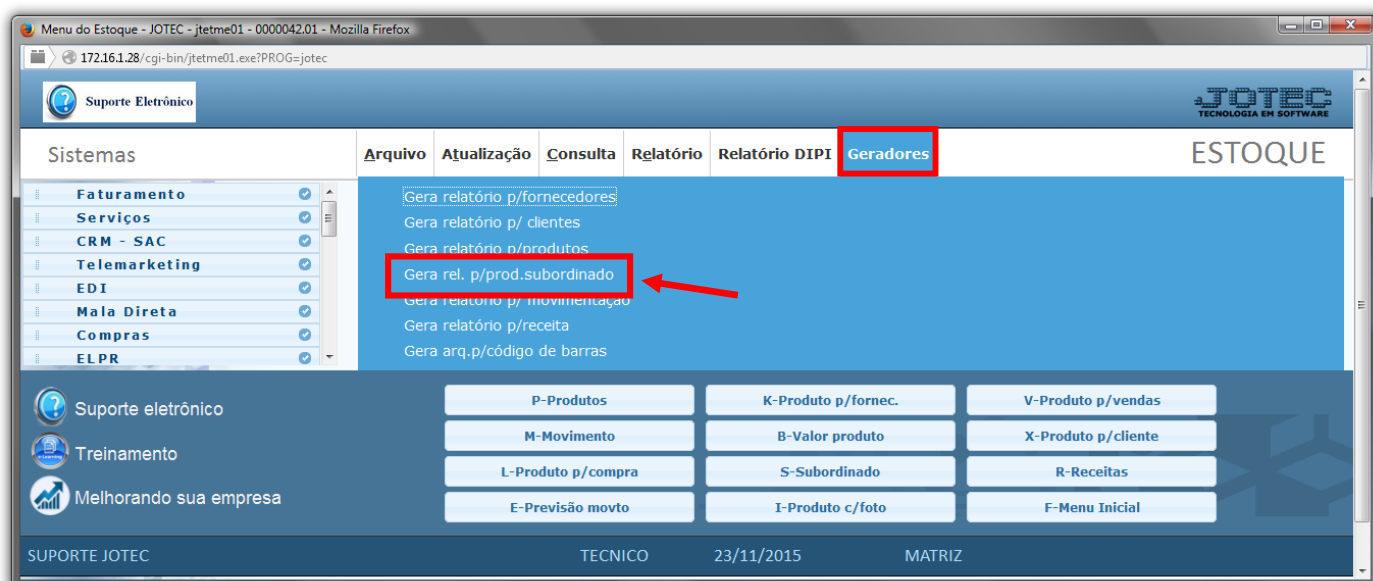 Menu do Estoque - JOTEC - jtetme01 - 0000042.01 - Mozilla Firefox
172.16.1.28/cgi-bin/jtetme01.exe?PROG=jotec
Suporte Eletrônico
JOTEC
TECNOLOGIA EM SOFTWARE
Sistemas
Arquivo Atualização Consulta Relatório Relatório DIPI Geradores
ESTOQUE
Faturamento
Serviços
CRM - SAC
Telemarketing
EDI
Mala Direta
Compras
ELPR
Gera relatório p/fornecedores
Gera relatório p/ clientes
Gera relatório p/produtos
Gera rel. p/prod.subordinado
Gera relatório p/ movimentação
Gera relatório p/receita
Gera arq.p/código de barras
Suporte eletrônico
Treinamento
Melhorando sua empresa
P-Produtos K-Produto p/fornec. V-Produto p/vendas
M-Movimento B-Valor produto X-Produto p/cliente
L-Produto p/compra S-Subordinado R-Receitas
E-Previsão movto I-Produto c/foto F-Menu Inicial
SUPORTE JOTEC TECNICO 23/11/2015 MATRIZ